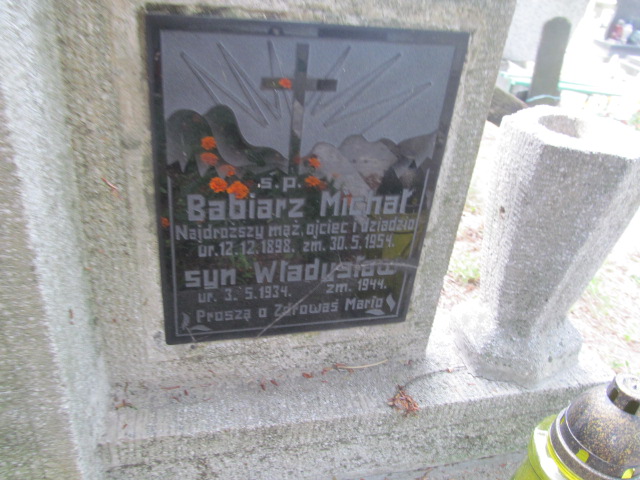 ś.p.
Babiarz Michał
Najdroższy mąż, ojciec i dziadzio
ur. 12.12.1898. zm. 30.5.1954.
syn Władysław
ur. 3.5.1934. zm. 1944.
Proszą o Zdrowaś Mario